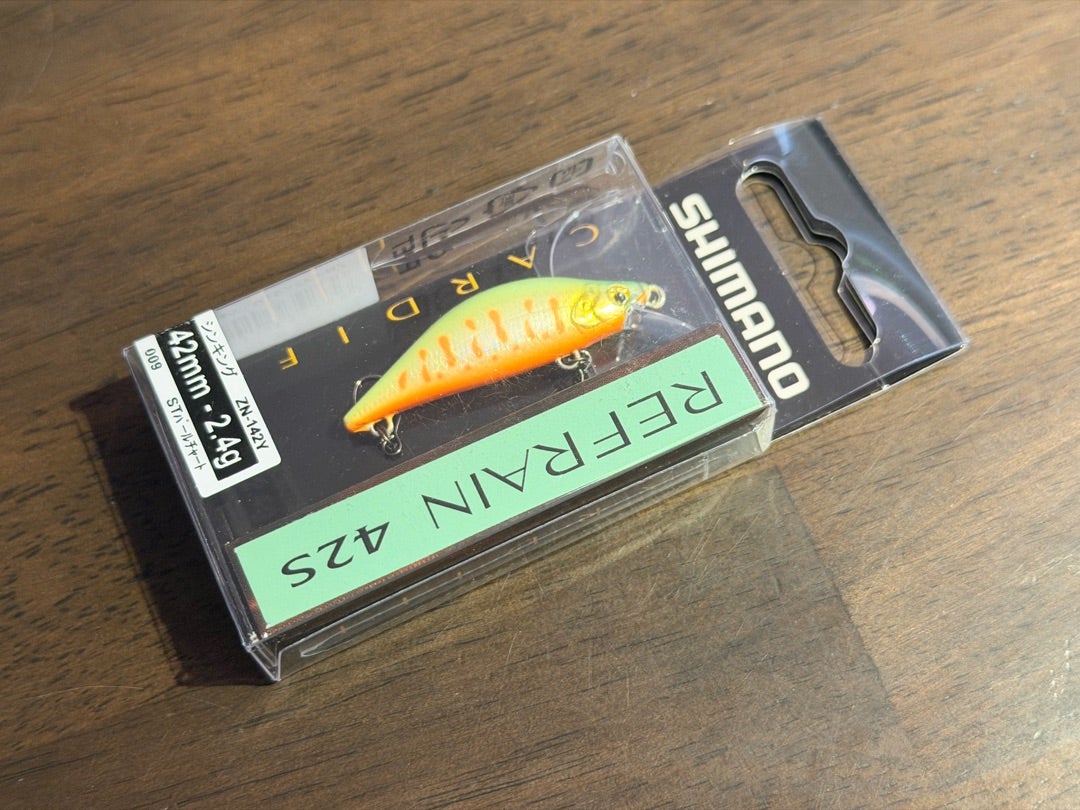 SHIMANO
CARDIFF
REFRAIN 42S
シンキング ZN-142Y
42mm - 2.4g
009 STパールチャート